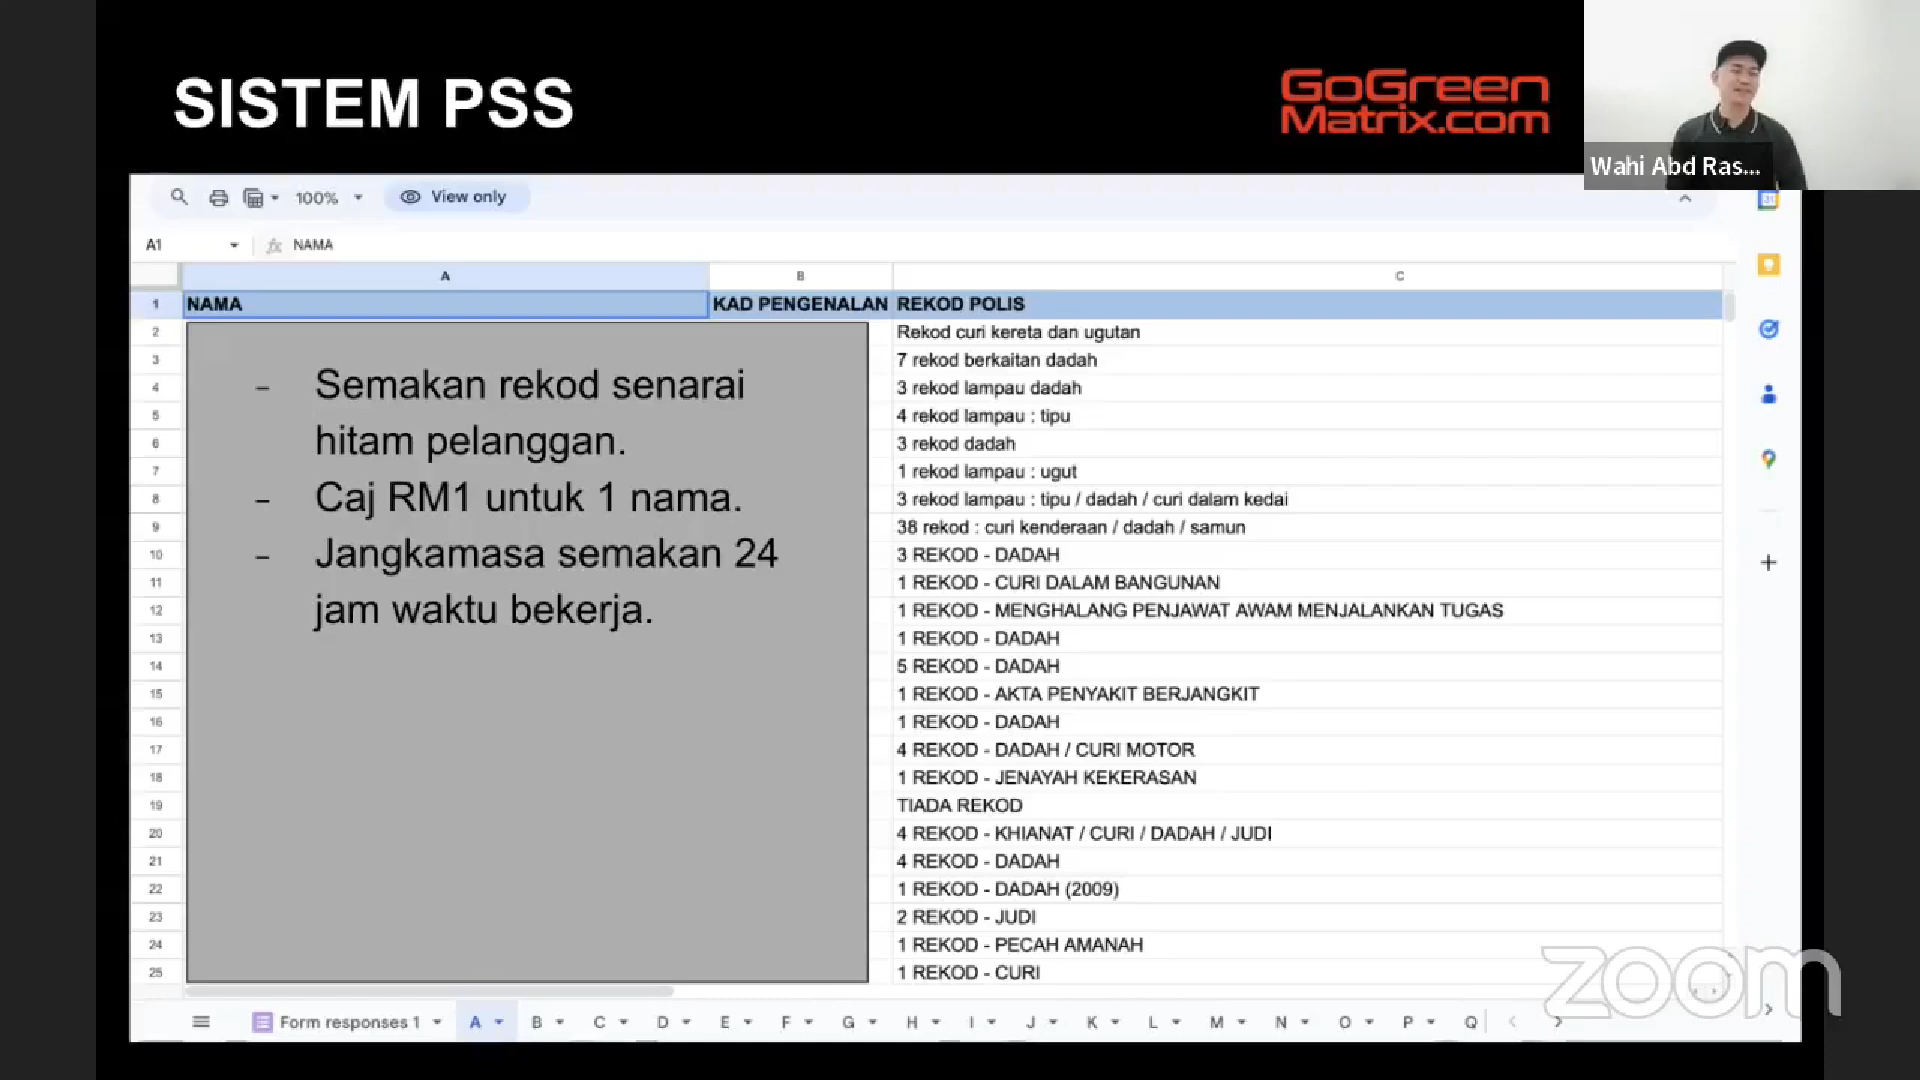 SISTEM PSS
GoGreen
Matrix.com
Wahi Abd Ras...
100%
View only
A1
fx
NAMA
A
B
C
1
NAMA
KAD PENGENALAN
REKOD POLIS
2
Rekod curi kereta dan ugutan
3
7 rekod berkaitan dadah
4
3 rekod lampau dadah
5
4 rekod lampau : tipu
6
3 rekod dadah
7
1 rekod lampau : ugut
8
3 rekod lampau : tipu / dadah / curi dalam kedai
9
38 rekod : curi kenderaan / dadah / samun
10
3 REKOD - DADAH
11
1 REKOD - CURI DALAM BANGUNAN
12
1 REKOD - MENGHALANG PENJAWAT AWAM MENJALANKAN TUGAS
13
1 REKOD - DADAH
14
5 REKOD - DADAH
15
1 REKOD - AKTA PENYAKIT BERJANGKIT
16
1 REKOD - DADAH
17
4 REKOD - DADAH / CURI MOTOR
18
1 REKOD - JENAYAH KEKERASAN
19
TIADA REKOD
20
4 REKOD - KHIANAT / CURI / DADAH / JUDI
21
4 REKOD - DADAH
22
1 REKOD - DADAH (2009)
23
2 REKOD - JUDI
24
1 REKOD - PECAH AMANAH
25
1 REKOD - CURI
- Semakan rekod senarai
hitam pelanggan.
- Caj RM1 untuk 1 nama.
- Jangkamasa semakan 24
jam waktu bekerja.
31
Form responses 1
A
B
C
D
E
F
G
H
I
J
K
L
M
N
O
P
Q
zoom